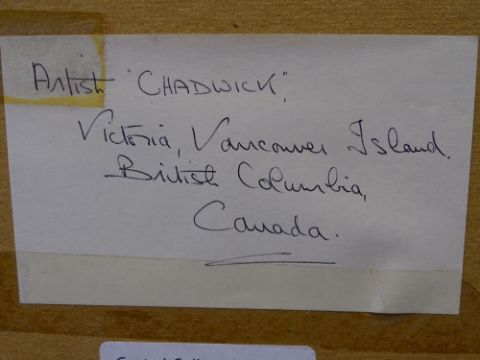 Artist "CHADWICK",
Victoria, Vancouver Island.
British Columbia,
Canada.